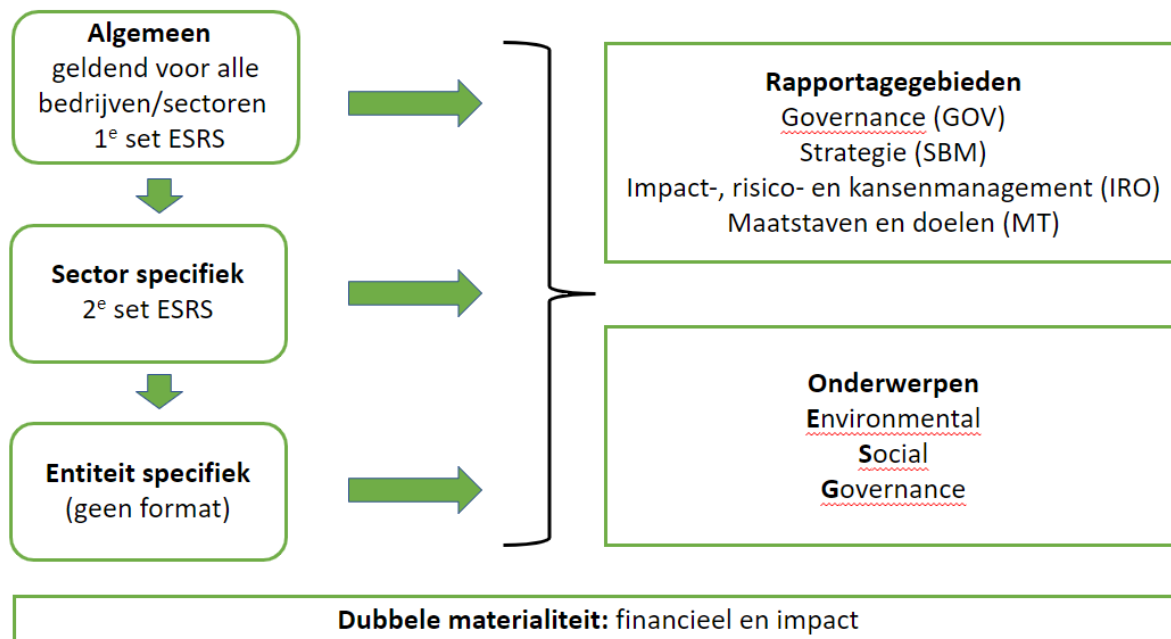 Algemeen
geldend voor alle
bedrijven/sectoren
1e set ESRS
Sector specifiek
2e set ESRS
Entiteit specifiek
(geen format)
Rapportagegebieden
Governance (GOV)
Strategie (SBM)
Impact-, risico- en kansenmanagement (IRO)
Maatstaven en doelen (MT)
Onderwerpen
Environmental
Social
Governance
Dubbele materialiteit: financieel en impact